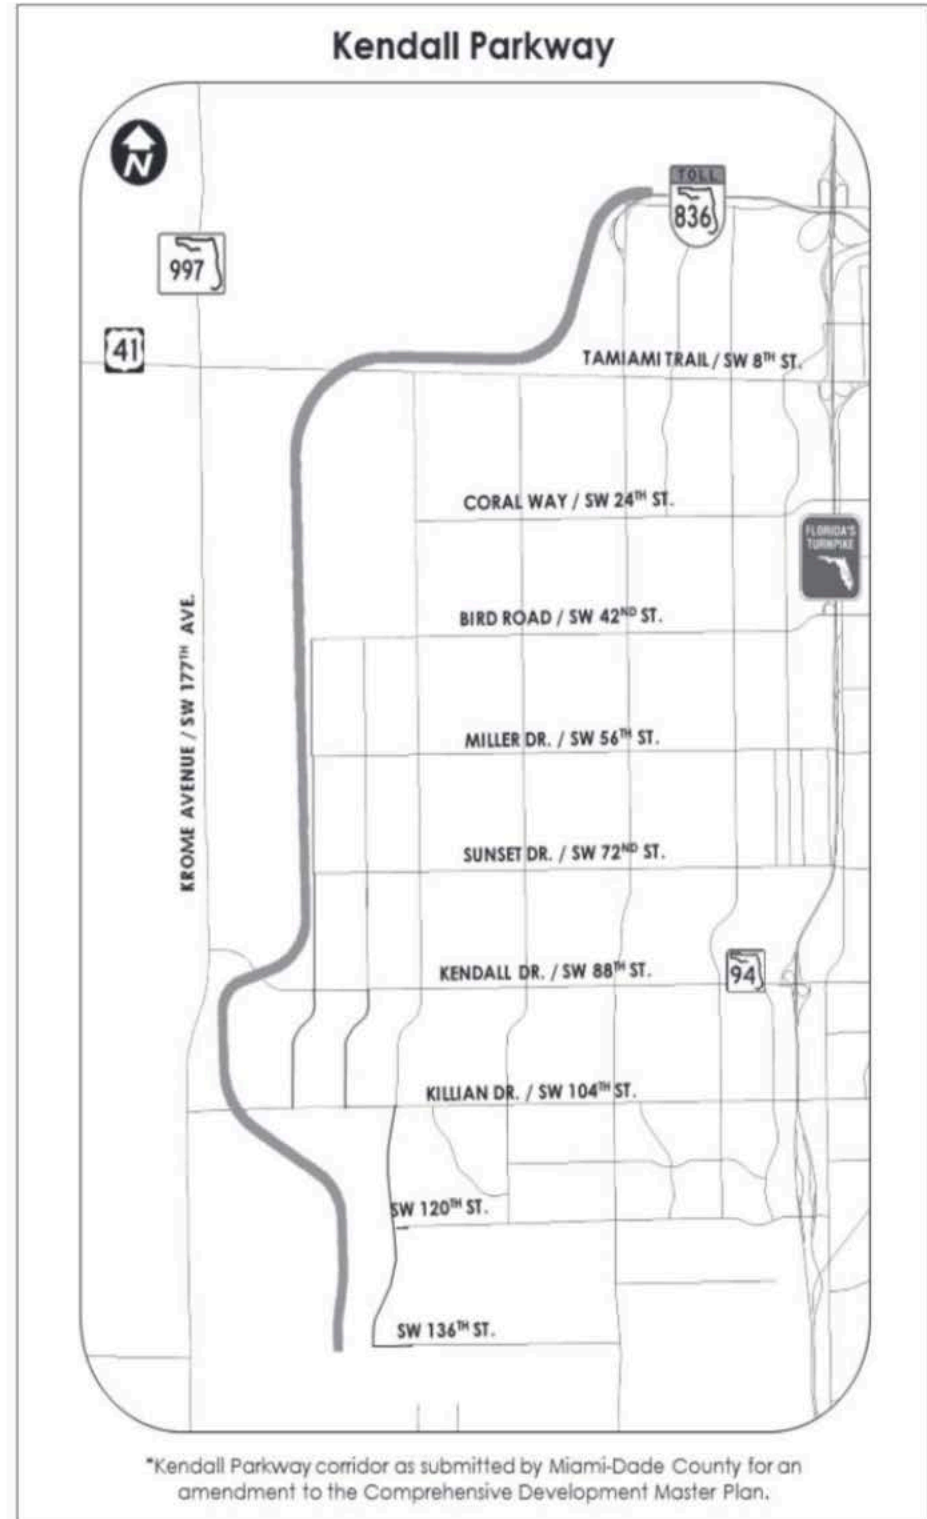 Kendall Parkway
N
TOLL
836
997
41
TAMIAMI TRAIL / SW 8TH ST.
CORAL WAY / SW 24TH ST.
FLORIDA'S
TURNPIKE
BIRD ROAD / SW 42ND ST.
KROME AVENUE / SW 177TH AVE.
MILLER DR. / SW 56TH ST.
SUNSET DR. / SW 72ND ST.
KENDALL DR. / SW 88TH ST.
94
KILLIAN DR. / SW 104TH ST.
SW 120TH ST.
SW 136TH ST.
*Kendall Parkway corridor as submitted by Miami-Dade County for an
amendment to the Comprehensive Development Master Plan.